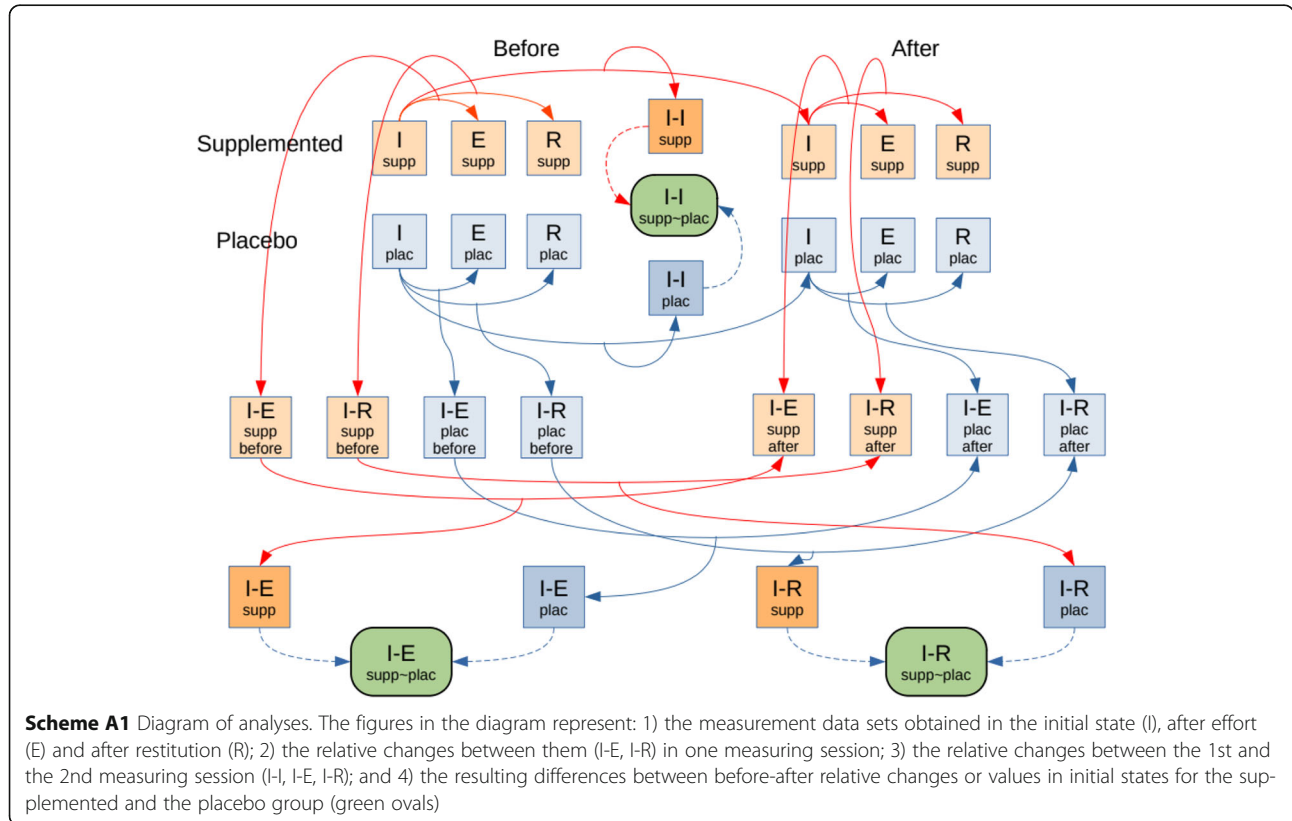 Before
After
Supplemented
I
supp
E
supp
R
supp
I-I
supp
I
supp
E
supp
R
supp
I-I
supp~plac
Placebo
I
plac
E
plac
R
plac
I-I
plac
I
plac
E
plac
R
plac
I-E
supp
before
I-R
supp
before
I-E
plac
before
I-R
plac
before
I-E
supp
after
I-R
supp
after
I-E
plac
after
I-R
plac
after
I-E
supp
I-E
plac
I-R
supp
I-R
plac
I-E
supp~plac
I-R
supp~plac
Scheme A1 Diagram of analyses. The figures in the diagram represent: 1) the measurement data sets obtained in the initial state (I), after effort
(E) and after restitution (R); 2) the relative changes between them (I-E, I-R) in one measuring session; 3) the relative changes between the 1st and
the 2nd measuring session (I-I, I-E, I-R); and 4) the resulting differences between before-after relative changes or values in initial states for the sup-
plemented and the placebo group (green ovals)